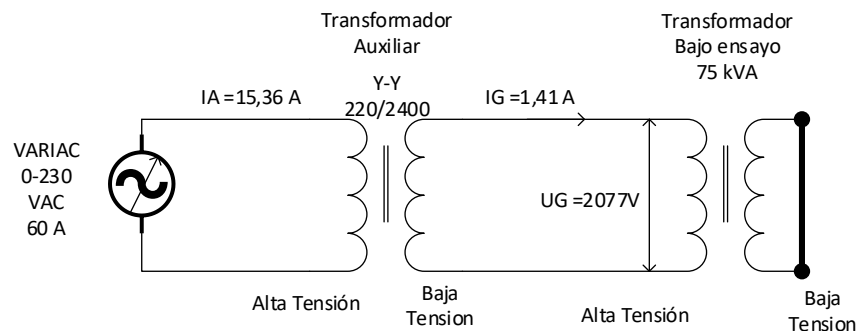 Transformador
Auxiliar
Y-Y
220/2400
Transformador
Bajo ensayo
75 kVA
IA =15,36 A
IG =1,41 A
VARIAC
0-230
VAC
60 A
UG =2077V
Alta Tensión
Baja
Tension
Alta Tensión
Baja
Tension